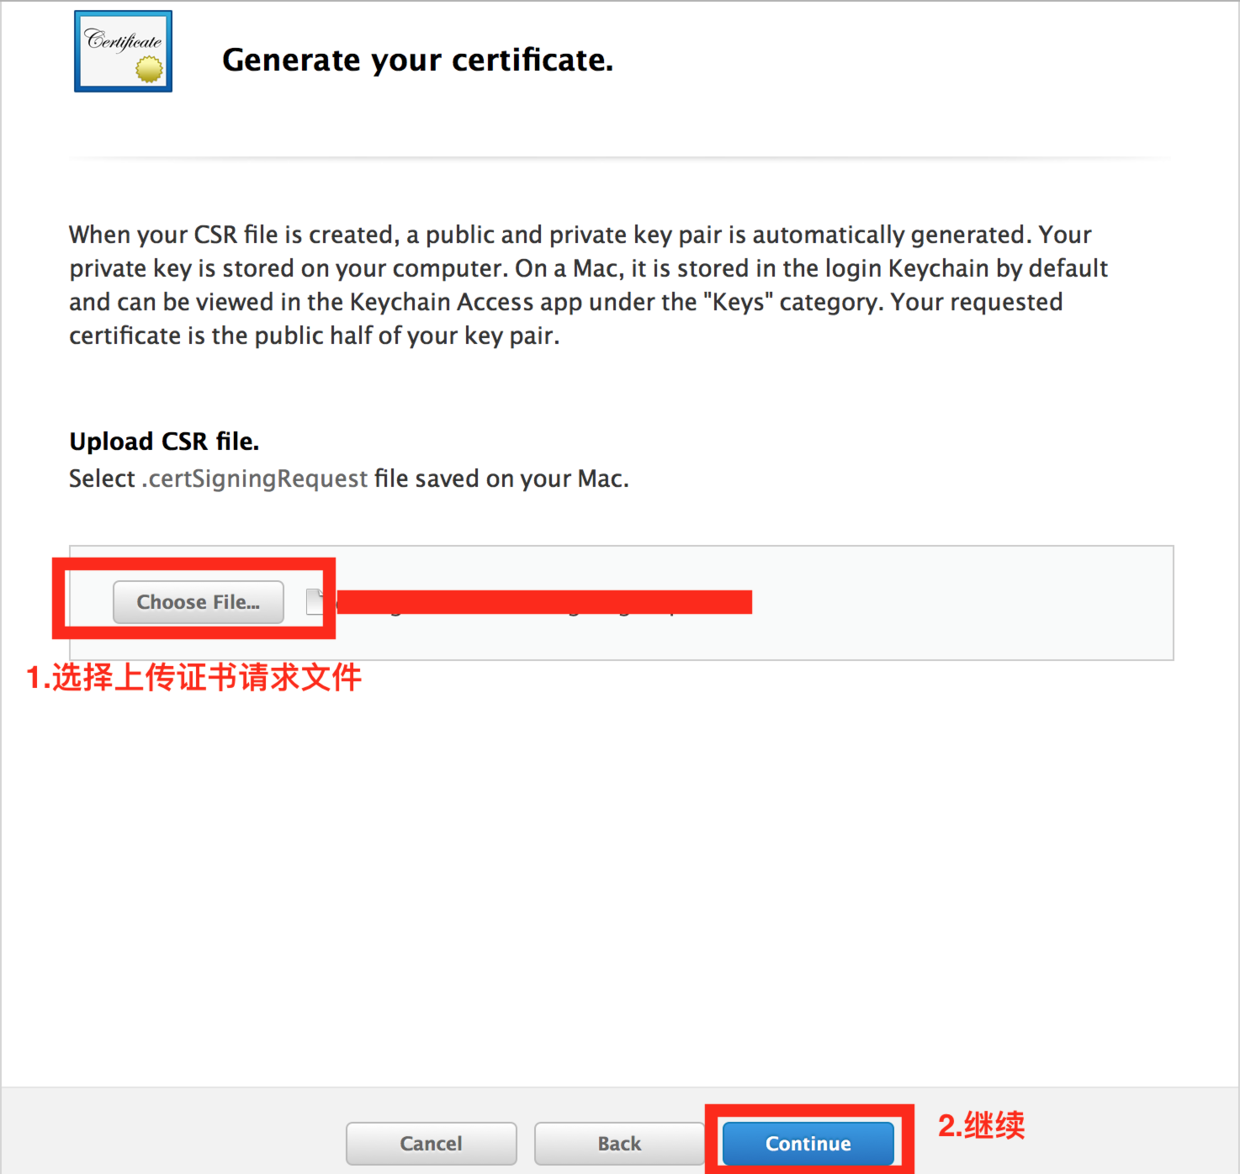 Certificate
Generate your certificate.
When your CSR file is created, a public and private key pair is automatically generated. Your
private key is stored on your computer. On a Mac, it is stored in the login Keychain by default
and can be viewed in the Keychain Access app under the "Keys" category. Your requested
certificate is the public half of your key pair.
Upload CSR file.
Select .certSigningRequest file saved on your Mac.
Choose File...
1.选择上传证书请求文件
Cancel
Back
Continue
2.继续